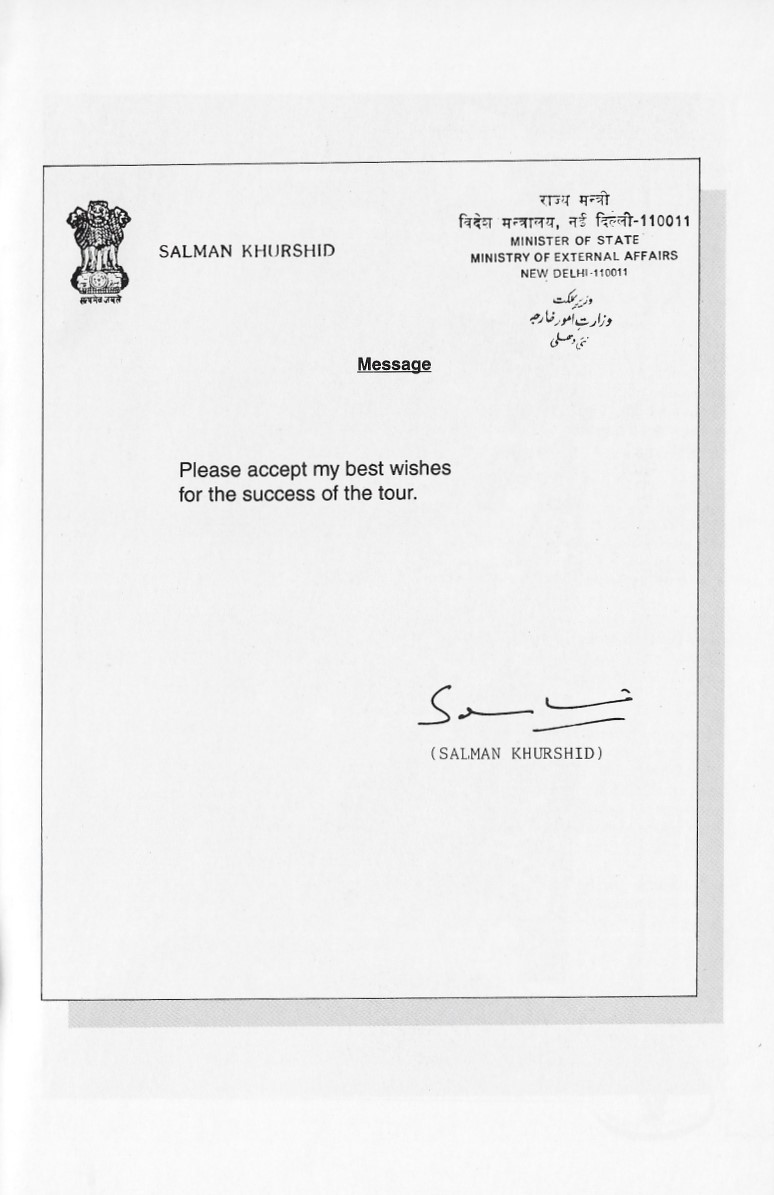 सत्यमेव जयते
SALMAN KHURSHID
राज्य मन्त्री
विदेश मन्त्रालय, नई दिल्ली-110011
MINISTER OF STATE
MINISTRY OF EXTERNAL AFFAIRS
NEW DELHI-110011
وزیر مملکت
وزارت امور خارجہ
نئی دھلی
Message
Please accept my best wishes
for the success of the tour.
(SALMAN KHURSHID)